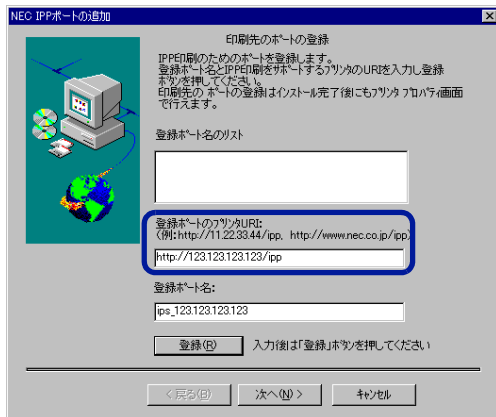 NEC IPPポートの追加
印刷先のポートの登録
IPP印刷のためのポートを登録します。
登録ポート名とIPP印刷をサポートするプリンタのURIを入力し登録
ボタンを押してください。
印刷先の ポートの登録はインストール完了後にもプリンタ プロパティ画面
で行えます。
登録ポート名のリスト
登録ポートのプリンタURI:
(例:http://11.22.33.44/ipp, http://www.nec.co.jp/ipp)
http://123.123.123.123/ipp
登録ポート名:
ips_123.123.123.123
登録(R) 入力後は「登録」ボタンを押してください
< 戻る(B) 次へ(N) > キャンセル